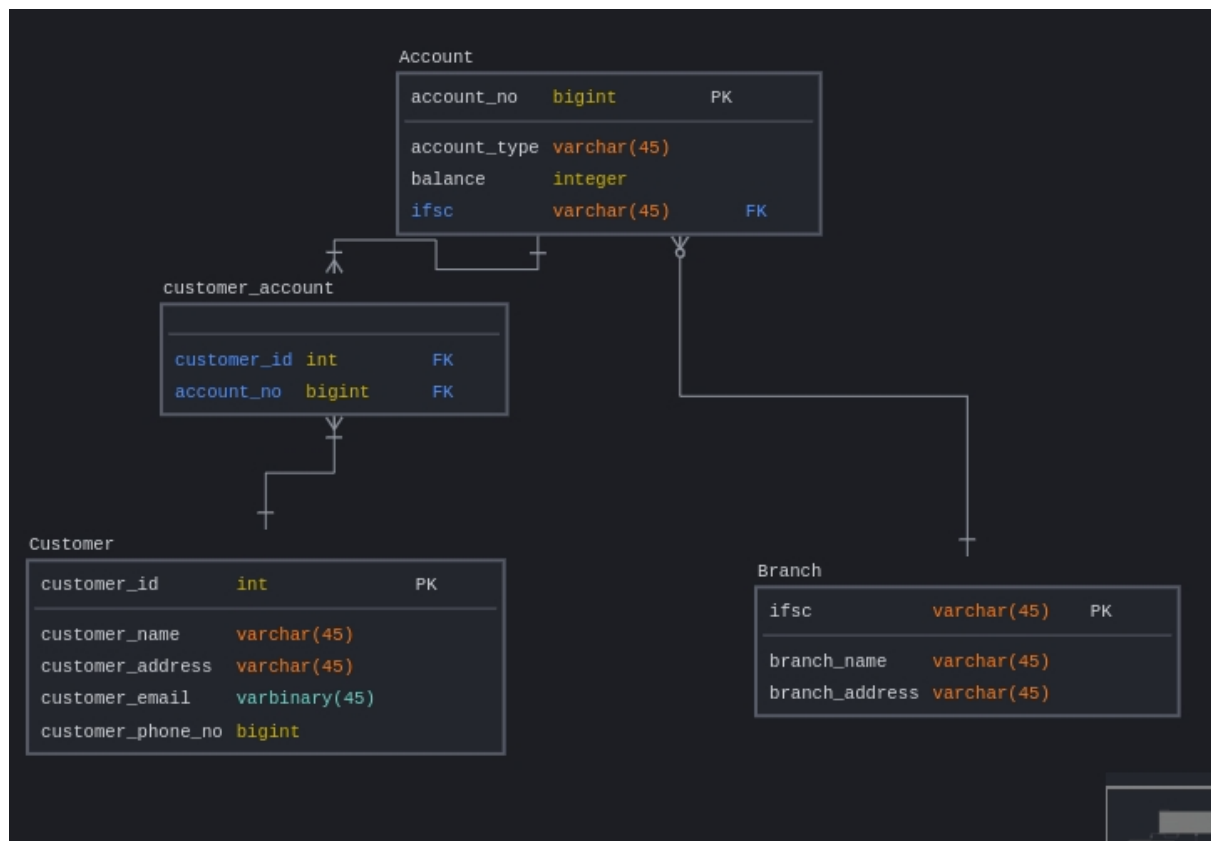 Account
account_no bigint PK
account_type varchar(45)
balance integer
ifsc varchar(45) FK
customer_account
customer_id int FK
account_no bigint FK
Customer
customer_id int PK
customer_name varchar(45)
customer_address varchar(45)
customer_email varbinary(45)
customer_phone_no bigint
Branch
ifsc varchar(45) PK
branch_name varchar(45)
branch_address varchar(45)